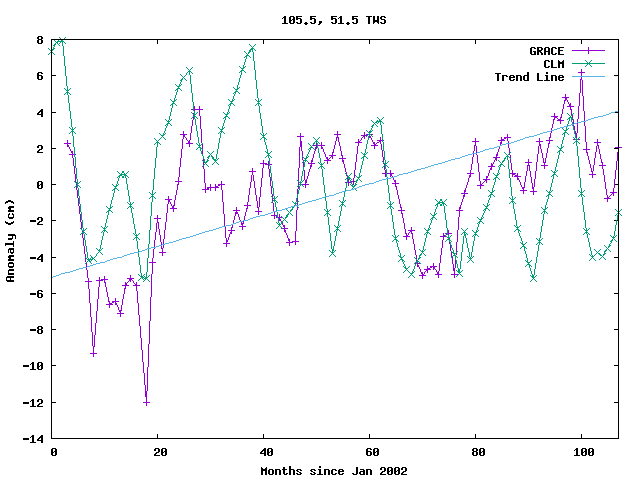 105.5, 51.5 TWS
GRACE
CLM
Trend Line
8
6
4
2
0
-2
-4
-6
-8
-10
-12
-14
Anomaly (cm)
0 20 40 60 80 100
Months since Jan 2002